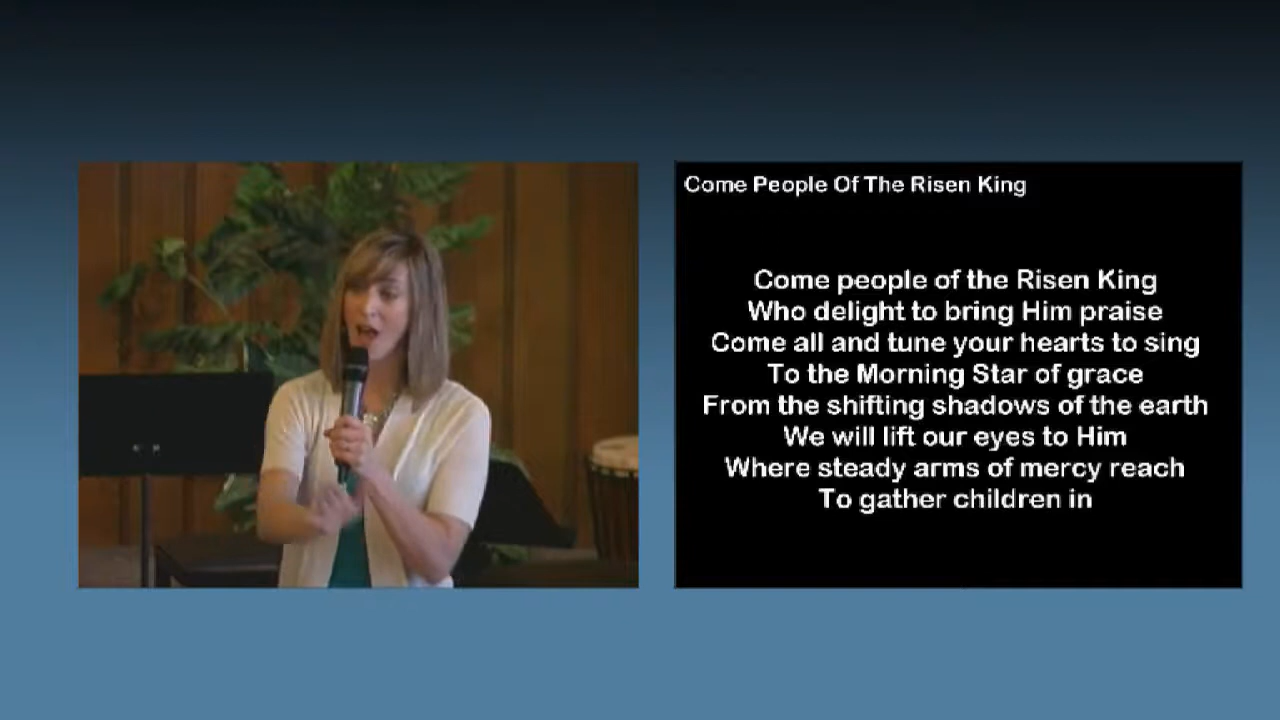 Come People Of The Risen King
Come people of the Risen King
Who delight to bring Him praise
Come all and tune your hearts to sing
To the Morning Star of grace
From the shifting shadows of the earth
We will lift our eyes to Him
Where steady arms of mercy reach
To gather children in